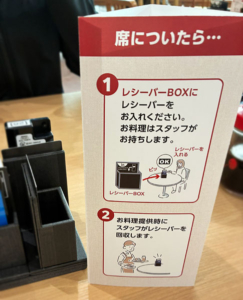 席についたら…
1
レシーバーBOXに
レシーバーを
お入れください。
お料理はスタッフが
お持ちします。
レシーバーを
入れる
ピッ
レシーバーBOX
2
お料理提供時に
スタッフがレシーバーを
回収します。